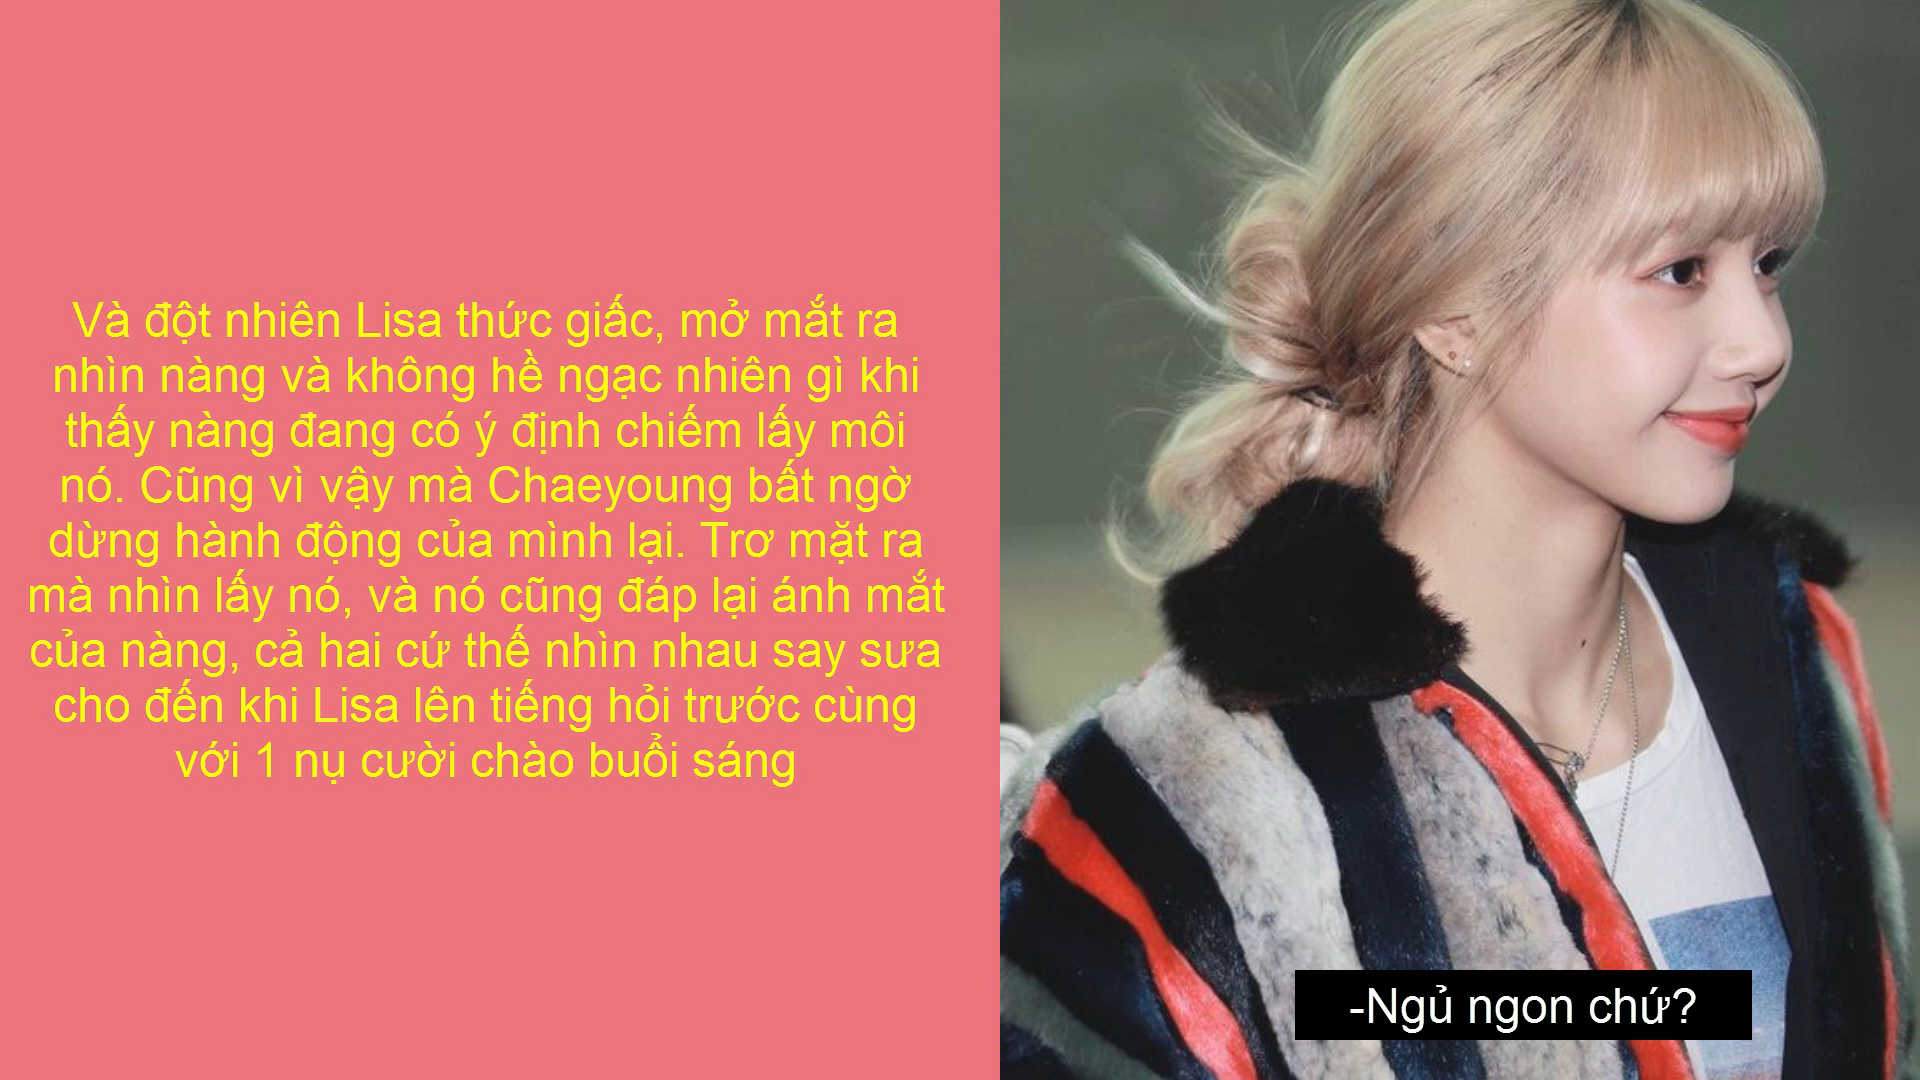 Và đột nhiên Lisa thức giấc, mở mắt ra
nhìn nàng và không hề ngạc nhiên gì khi
thấy nàng đang có ý định chiếm lấy môi
nó. Cũng vì vậy mà Chaeyoung bất ngờ
dừng hành động của mình lại. Trơ mặt ra
mà nhìn lấy nó, và nó cũng đáp lại ánh mắt
của nàng, cả hai cứ thế nhìn nhau say sưa
cho đến khi Lisa lên tiếng hỏi trước cùng
với 1 nụ cười chào buổi sáng
-Ngủ ngon chứ?